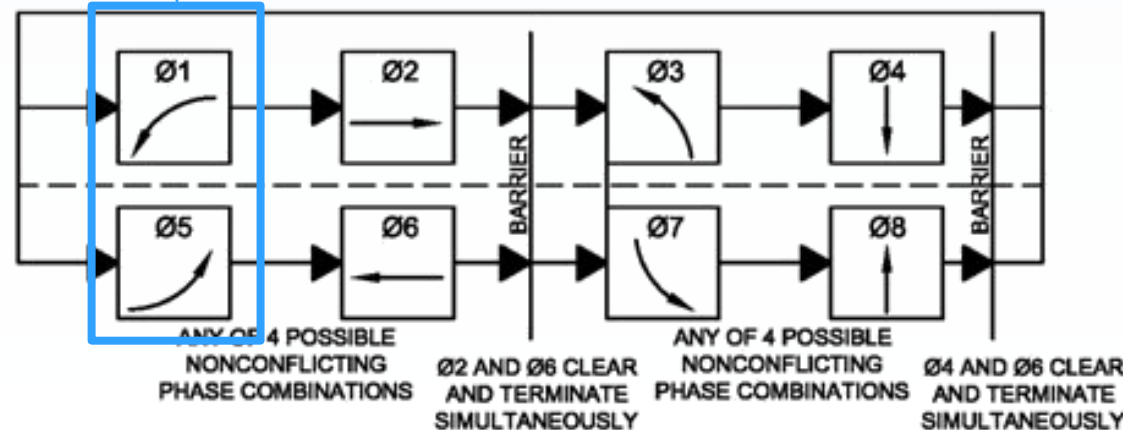 Ø1
Ø2
Ø3
Ø4
BARRIER
BARRIER
Ø5
Ø6
Ø7
Ø8
ANY OF 4 POSSIBLE
NONCONFLICTING
PHASE COMBINATIONS
Ø2 AND Ø6 CLEAR
AND TERMINATE
SIMULTANEOUSLY
ANY OF 4 POSSIBLE
NONCONFLICTING
PHASE COMBINATIONS
Ø4 AND Ø6 CLEAR
AND TERMINATE
SIMULTANEOUSLY